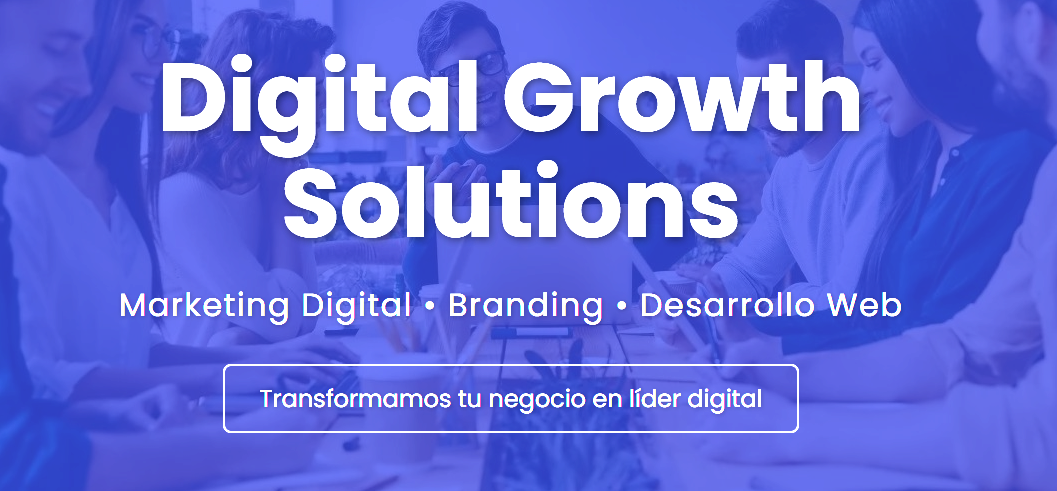 Digital Growth
Solutions
Marketing Digital • Branding • Desarrollo Web
Transformamos tu negocio en líder digital